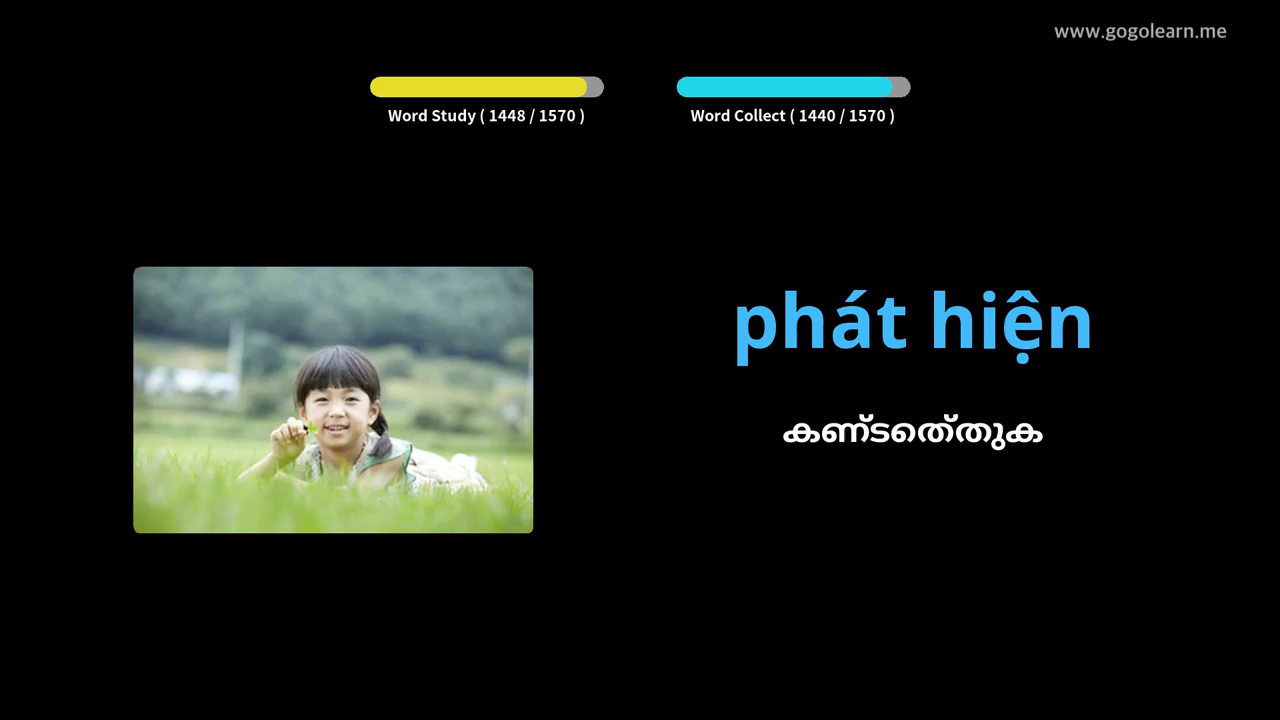 www.gogolearn.me
Word Study ( 1448 / 1570 )
Word Collect ( 1440 / 1570 )
phát hiện
കണ്ടെത്തുക